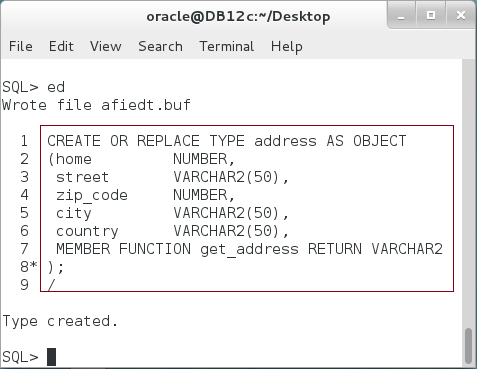 oracle@DB12c:~/Desktop
File Edit View Search Terminal Help
SQL> ed
Wrote file afiedt.buf
1 CREATE OR REPLACE TYPE address AS OBJECT
2 (home NUMBER,
3 street VARCHAR2(50),
4 zip_code NUMBER,
5 city VARCHAR2(50),
6 country VARCHAR2(50),
7 MEMBER FUNCTION get_address RETURN VARCHAR2
8* );
9 /
Type created.
SQL>